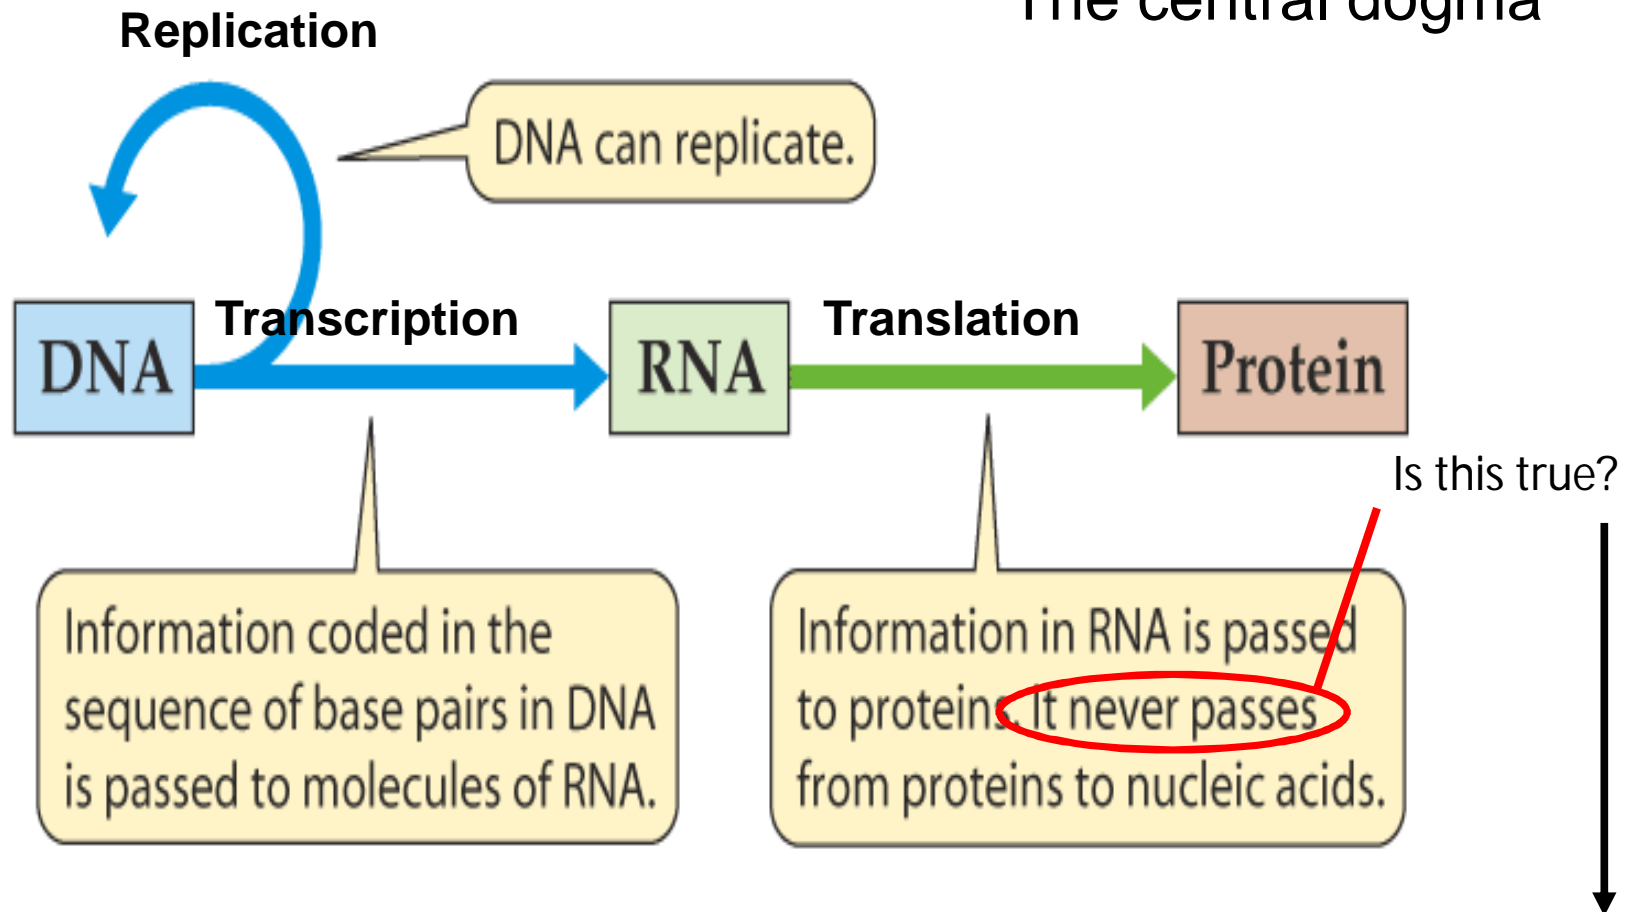 The central dogma
Replication
DNA can replicate.
Transcription
Translation
DNA
RNA
Protein
Is this true?
Information coded in the
sequence of base pairs in DNA
is passed to molecules of RNA.
Information in RNA is passed
to proteins. It never passes
from proteins to nucleic acids.